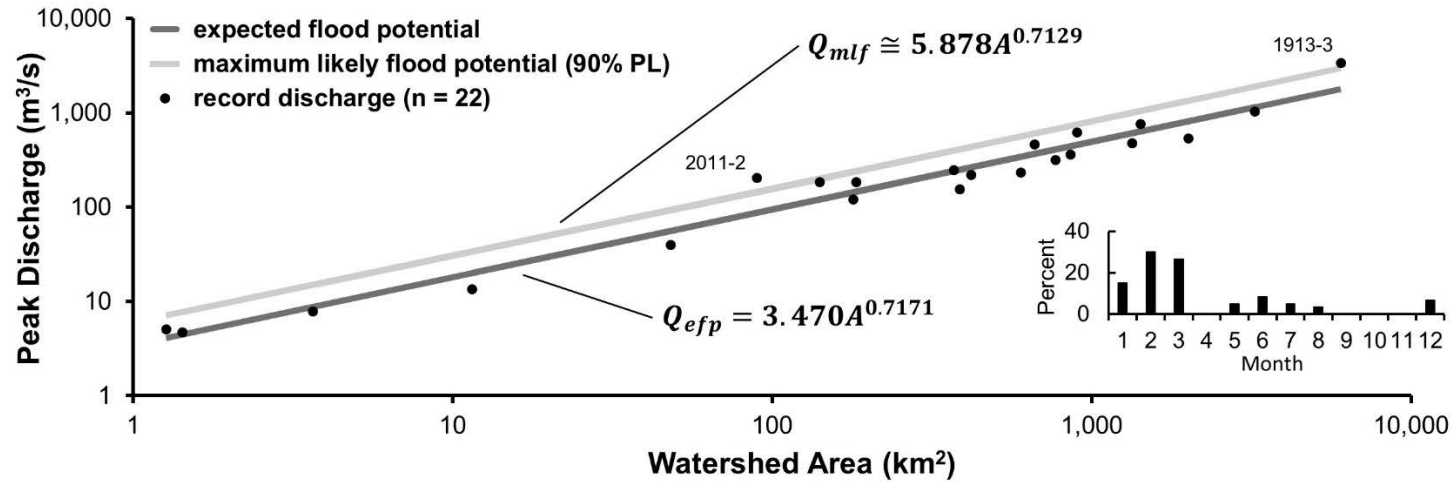 10,000
1,000
100
10
1
Peak Discharge (m³/s)
expected flood potential
maximum likely flood potential (90% PL)
record discharge (n = 22)
Q_mlf ≅ 5.878A^0.7129
1913-3
2011-2
Q_efp = 3.470A^0.7171
40
20
0
Percent
1 2 3 4 5 6 7 8 9 10 11 12
Month
1 10 100 1,000 10,000
Watershed Area (km²)